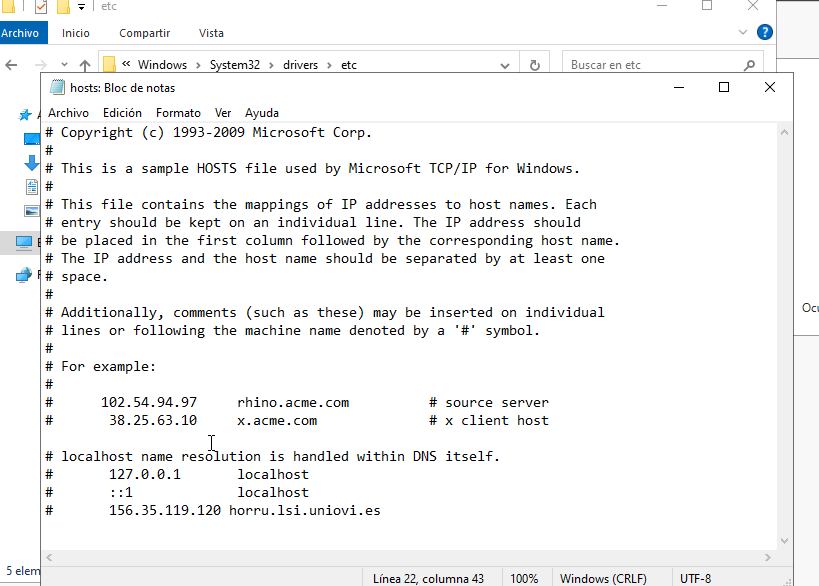 etc
Archivo Inicio Compartir Vista
« Windows › System32 › drivers › etc
Buscar en etc
hosts: Bloc de notas
Archivo Edición Formato Ver Ayuda
# Copyright (c) 1993-2009 Microsoft Corp.
#
# This is a sample HOSTS file used by Microsoft TCP/IP for Windows.
#
# This file contains the mappings of IP addresses to host names. Each
# entry should be kept on an individual line. The IP address should
# be placed in the first column followed by the corresponding host name.
# The IP address and the host name should be separated by at least one
# space.
#
# Additionally, comments (such as these) may be inserted on individual
# lines or following the machine name denoted by a '#' symbol.
#
# For example:
#
#      102.54.94.97     rhino.acme.com          # source server
#       38.25.63.10     x.acme.com              # x client host

# localhost name resolution is handled within DNS itself.
#       127.0.0.1       localhost
#       ::1             localhost
#       156.35.119.120 horru.lsi.uniovi.es
5 elem
Línea 22, columna 43 100% Windows (CRLF) UTF-8
Ocu